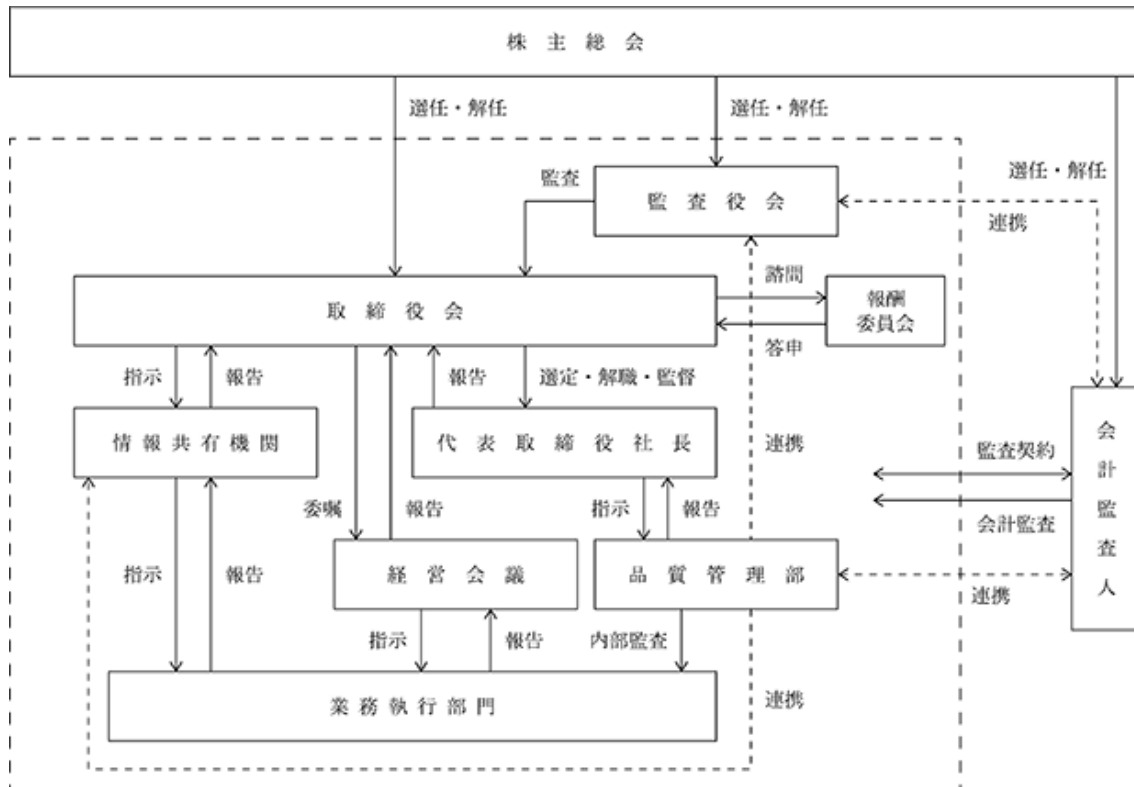 株主総会
選任・解任
選任・解任
選任・解任
監査
監査役会
連携
諮問
取締役会
報酬
委員会
答申
指示
報告
報告
選定・解職・監督
情報共有機関
代表取締役社長
連携
会計監査人
監査契約
会計監査
委嘱
報告
指示
報告
指示
報告
経営会議
品質管理部
連携
指示
報告
内部監査
業務執行部門
連携